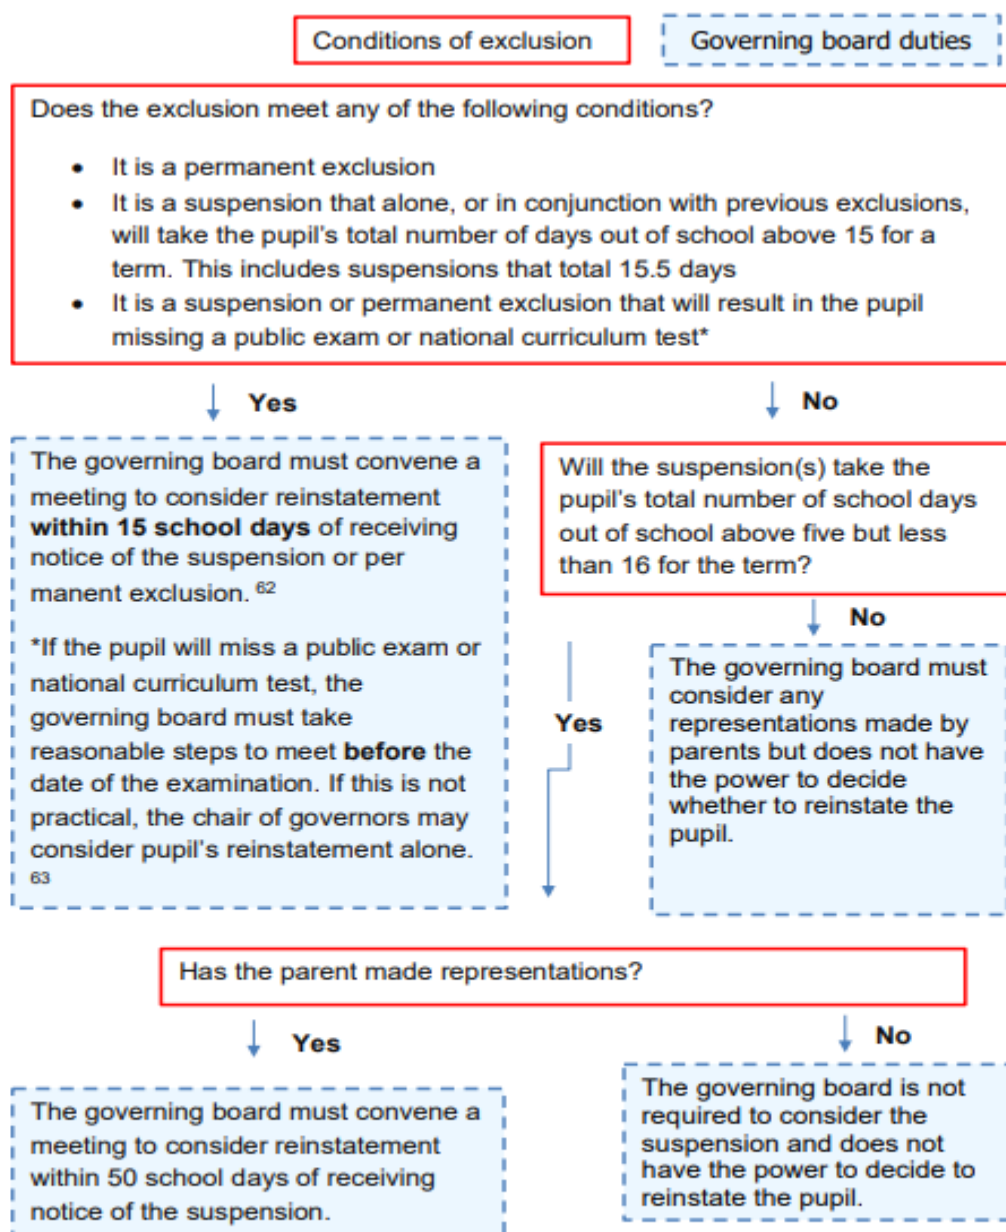 Conditions of exclusion
Governing board duties
Does the exclusion meet any of the following conditions?
• It is a permanent exclusion
• It is a suspension that alone, or in conjunction with previous exclusions,
will take the pupil's total number of days out of school above 15 for a
term. This includes suspensions that total 15.5 days
• It is a suspension or permanent exclusion that will result in the pupil
missing a public exam or national curriculum test*
Yes
No
The governing board must convene a
meeting to consider reinstatement
within 15 school days of receiving
notice of the suspension or per
manent exclusion. 62
*If the pupil will miss a public exam or
national curriculum test, the
governing board must take
reasonable steps to meet before the
date of the examination. If this is not
practical, the chair of governors may
consider pupil's reinstatement alone.
63
Will the suspension(s) take the
pupil's total number of school days
out of school above five but less
than 16 for the term?
No
Yes
The governing board must
consider any
representations made by
parents but does not have
the power to decide
whether to reinstate the
pupil.
Has the parent made representations?
Yes
No
The governing board must convene a
meeting to consider reinstatement
within 50 school days of receiving
notice of the suspension.
The governing board is not
required to consider the
suspension and does not
have the power to decide to
reinstate the pupil.